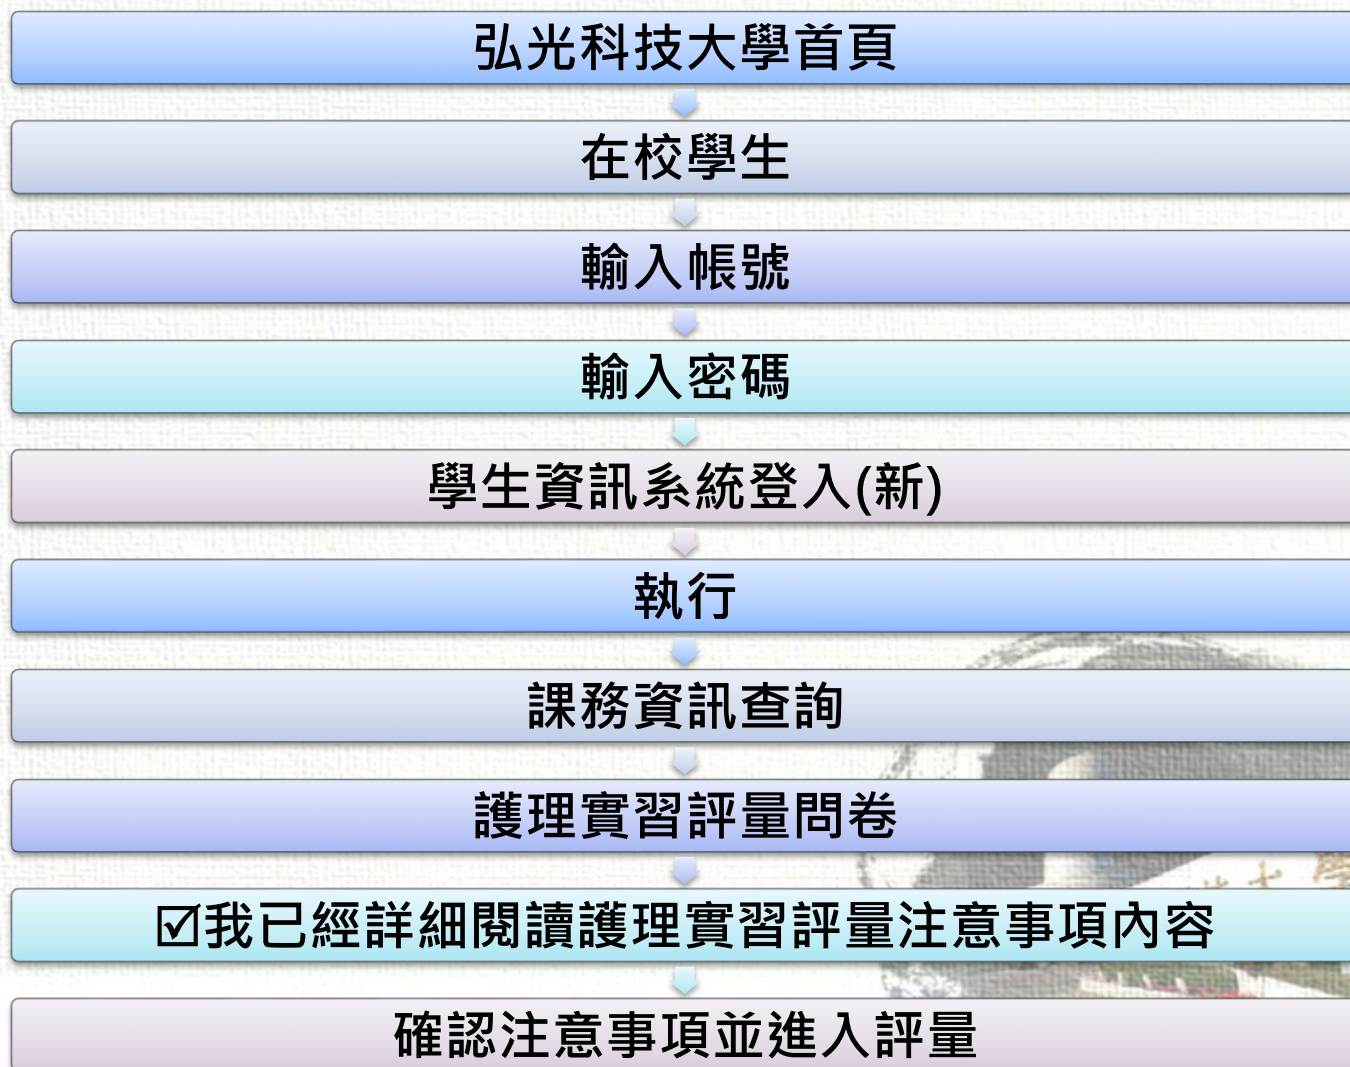 弘光科技大學首頁
在校學生
輸入帳號
輸入密碼
學生資訊系統登入(新)
執行
課務資訊查詢
護理實習評量問卷
☑我已經詳細閱讀護理實習評量注意事項內容
確認注意事項並進入評量